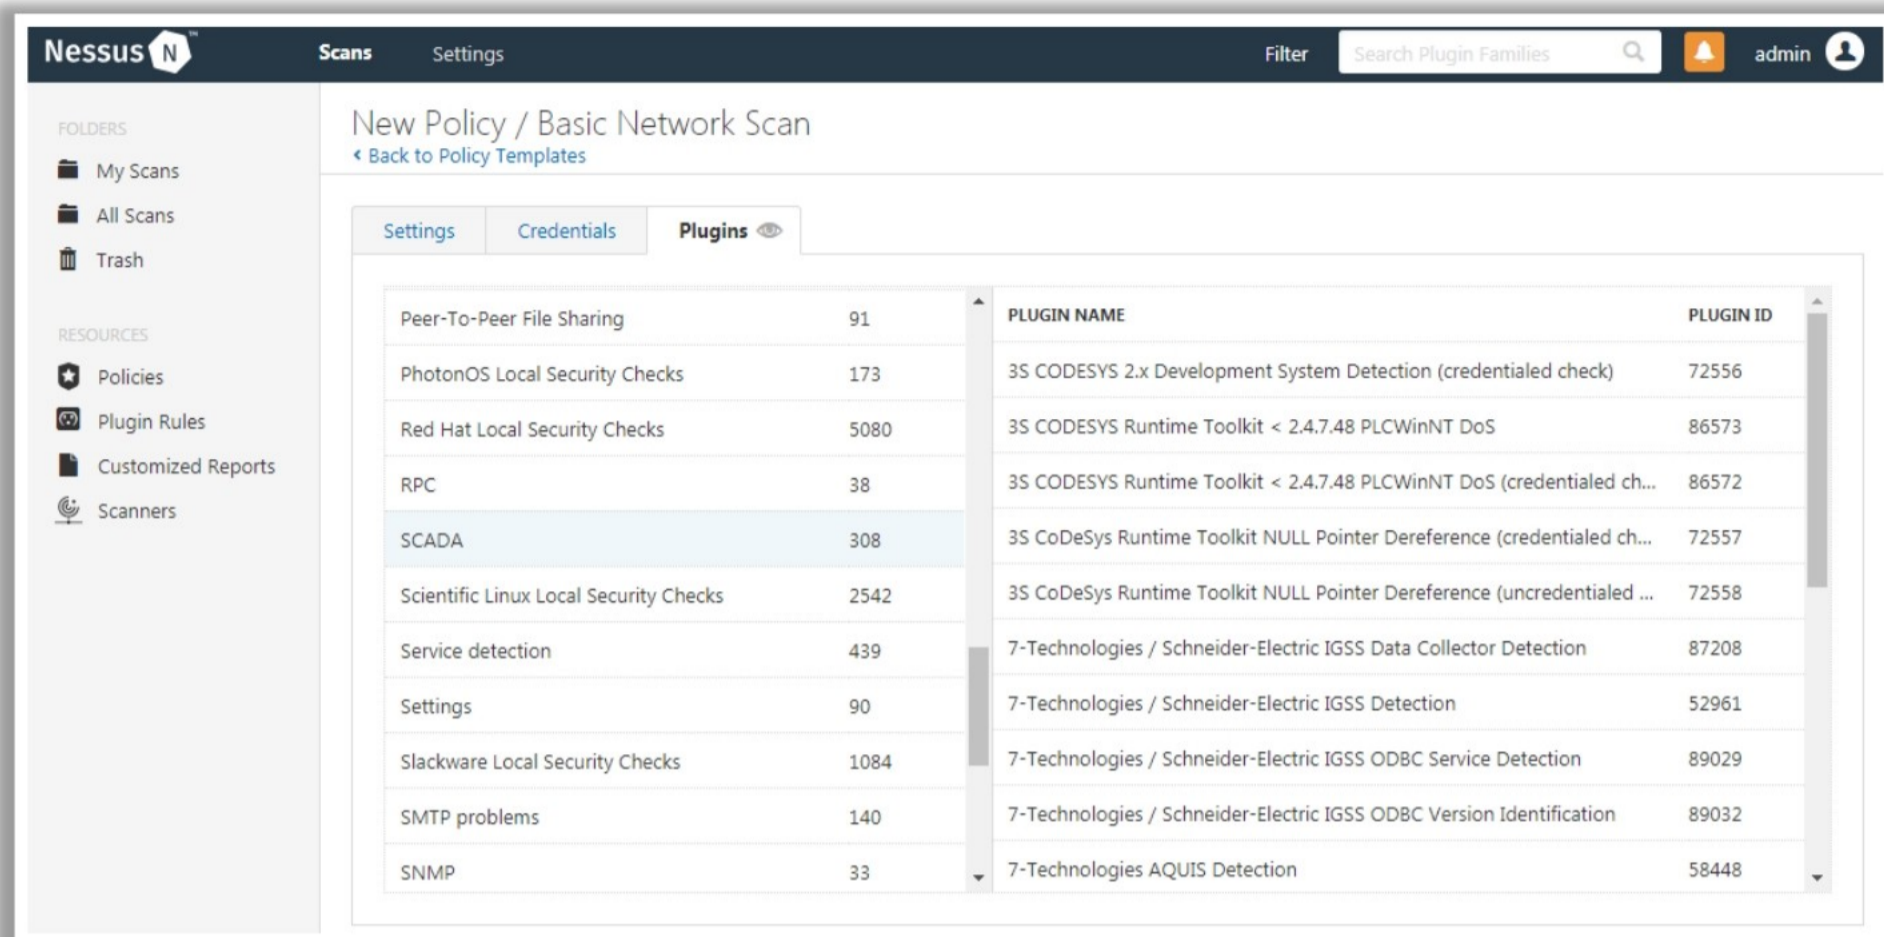 Nessus N ™ Scans Settings Filter Search Plugin Families admin
FOLDERS
My Scans
All Scans
Trash
RESOURCES
Policies
Plugin Rules
Customized Reports
Scanners
New Policy / Basic Network Scan
Back to Policy Templates
Settings Credentials Plugins
Peer-To-Peer File Sharing 91
PhotonOS Local Security Checks 173
Red Hat Local Security Checks 5080
RPC 38
SCADA 308
Scientific Linux Local Security Checks 2542
Service detection 439
Settings 90
Slackware Local Security Checks 1084
SMTP problems 140
SNMP 33
PLUGIN NAME PLUGIN ID
3S CODESYS 2.x Development System Detection (credentialed check) 72556
3S CODESYS Runtime Toolkit < 2.4.7.48 PLCWinNT DoS 86573
3S CODESYS Runtime Toolkit < 2.4.7.48 PLCWinNT DoS (credentialed ch... 86572
3S CoDeSys Runtime Toolkit NULL Pointer Dereference (credentialed ch... 72557
3S CoDeSys Runtime Toolkit NULL Pointer Dereference (uncredentialed ... 72558
7-Technologies / Schneider-Electric IGSS Data Collector Detection 87208
7-Technologies / Schneider-Electric IGSS Detection 52961
7-Technologies / Schneider-Electric IGSS ODBC Service Detection 89029
7-Technologies / Schneider-Electric IGSS ODBC Version Identification 89032
7-Technologies AQUIS Detection 58448